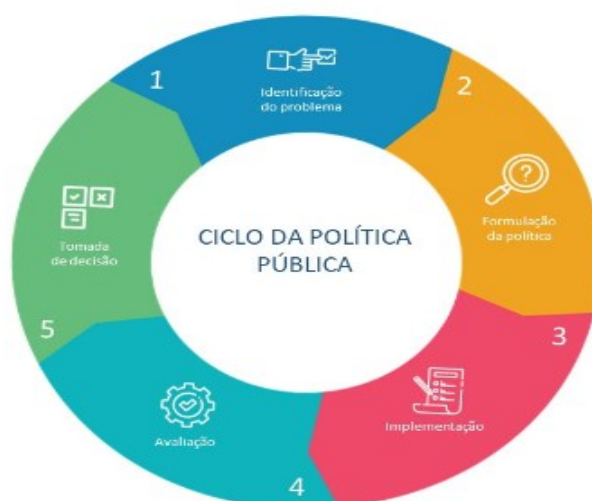 1
Identificação
do problema
2
Formulação
da política
3
Implementação
4
Avaliação
5
Tomada
de decisão
CICLO DA POLÍTICA
PÚBLICA